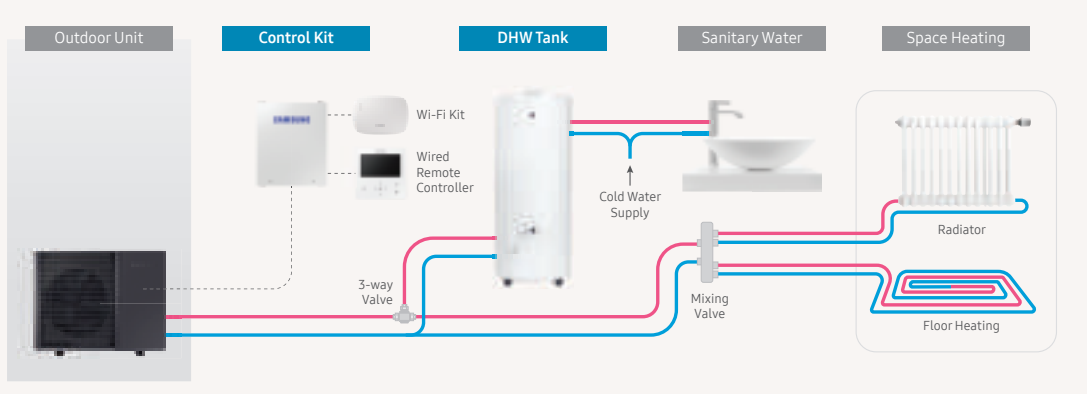 Outdoor Unit
Control Kit
DHW Tank
Sanitary Water
Space Heating
SAMSUNG
Wi-Fi Kit
Wired
Remote
Controller
Cold Water
Supply
Radiator
3-way
Valve
Mixing
Valve
Floor Heating